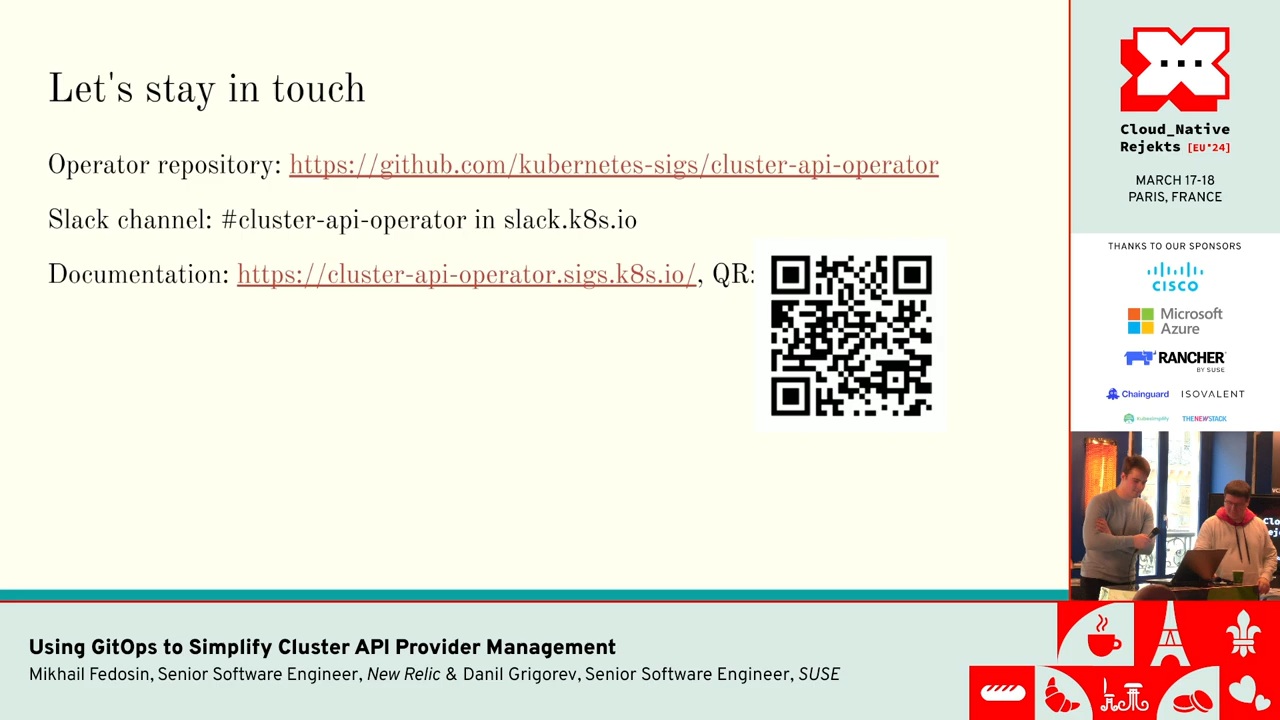 Let's stay in touch
Operator repository: https://github.com/kubernetes-sigs/cluster-api-operator
Slack channel: #cluster-api-operator in slack.k8s.io
Documentation: https://cluster-api-operator.sigs.k8s.io/, QR:
Cloud_Native
Rejekts [EU'24]
MARCH 17-18
PARIS, FRANCE
THANKS TO OUR SPONSORS
CISCO
Microsoft
Azure
RANCHER
BY SUSE
Chainguard ISOVALENT
Kubesimplify THENEWSTACK
Using GitOps to Simplify Cluster API Provider Management
Mikhail Fedosin, Senior Software Engineer, New Relic & Danil Grigorev, Senior Software Engineer, SUSE